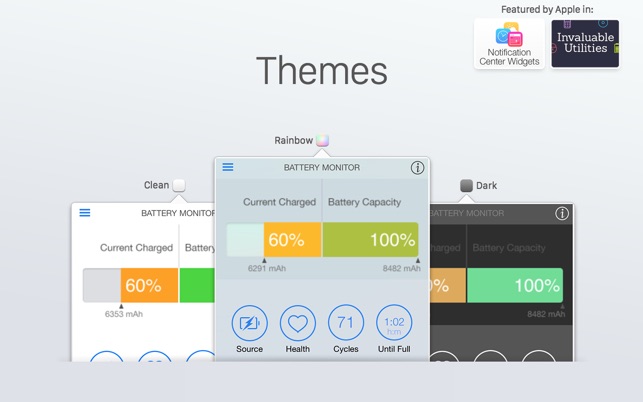 Featured by Apple in:
Notification
Center Widgets
Invaluable
Utilities
Themes
Rainbow
Clean
Dark
BATTERY MONITOR
Current Charged
Battery Capacity
60%
100%
6291 mAh
8482 mAh
71
1:02
h:m
Source
Health
Cycles
Until Full
BATTERY MONITOR
Current Charged
Battery
60%
6353 mAh
BATTERY MONITOR
harged
Battery Capacity
0%
100%
8482 mAh